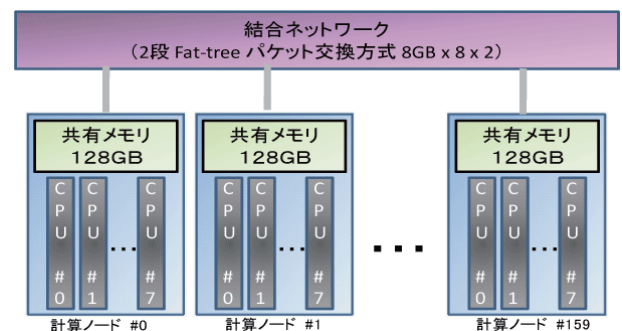 結合ネットワーク
（2段 Fat-tree パケット交換方式 8GB x 8 x 2）
共有メモリ
128GB
CPU #0
CPU #1
･･･
CPU #7
計算ノード #0
共有メモリ
128GB
CPU #0
CPU #1
･･･
CPU #7
計算ノード #1
･･･
共有メモリ
128GB
CPU #0
CPU #1
･･･
CPU #7
計算ノード #159